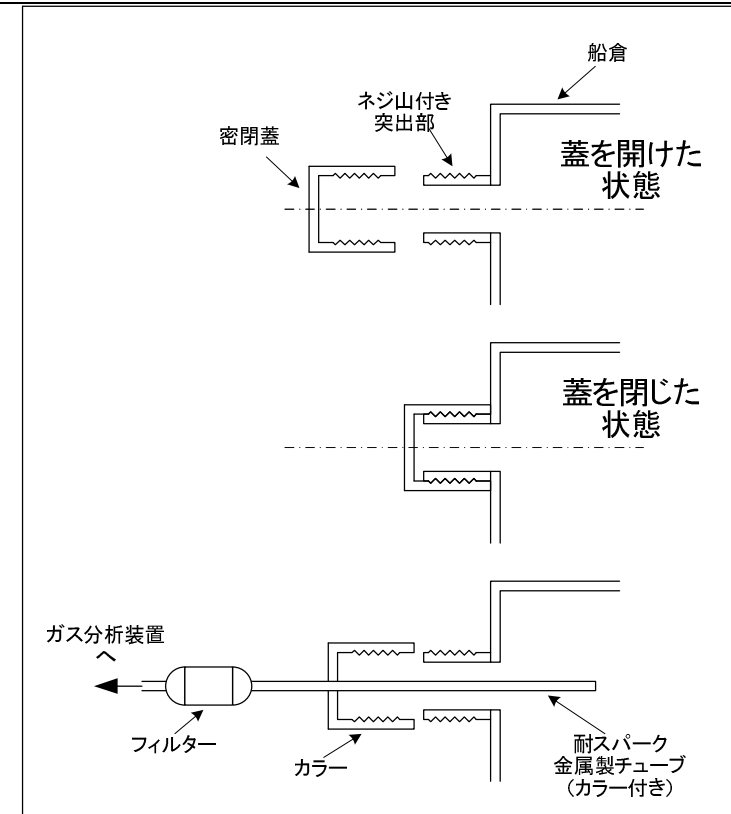 船倉
ネジ山付き
突出部
密閉蓋
蓋を開けた
状態
蓋を閉じた
状態
ガス分析装置
へ
フィルター
カラー
耐スパーク
金属製チューブ
（カラー付き）